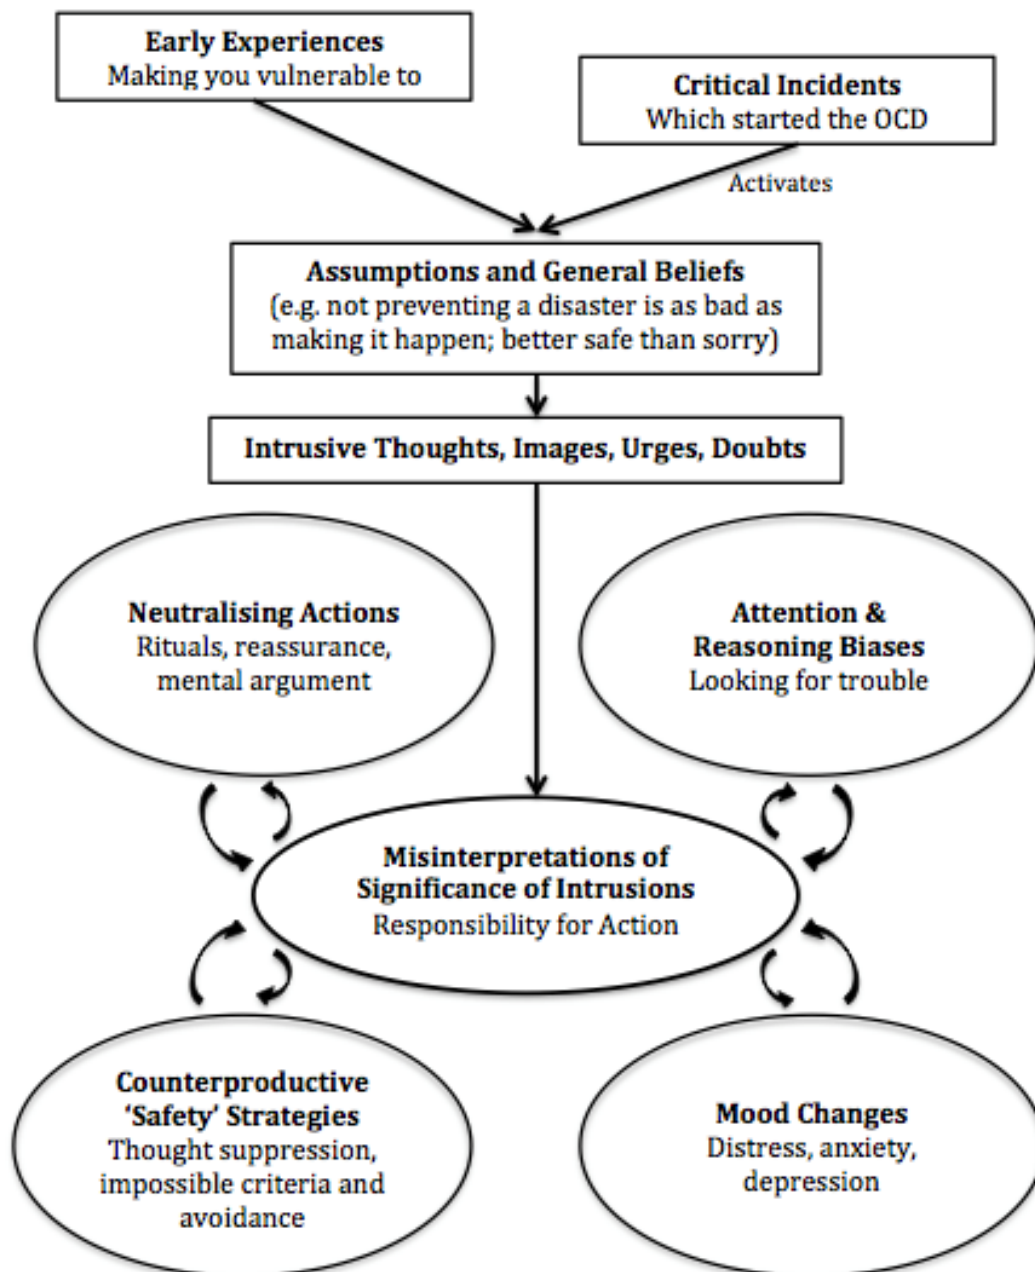 Early Experiences
Making you vulnerable to
Critical Incidents
Which started the OCD
Activates
Assumptions and General Beliefs
(e.g. not preventing a disaster is as bad as
making it happen; better safe than sorry)
Intrusive Thoughts, Images, Urges, Doubts
Neutralising Actions
Rituals, reassurance,
mental argument
Attention &
Reasoning Biases
Looking for trouble
Misinterpretations of
Significance of Intrusions
Responsibility for Action
Counterproductive
‘Safety’ Strategies
Thought suppression,
impossible criteria and
avoidance
Mood Changes
Distress, anxiety,
depression